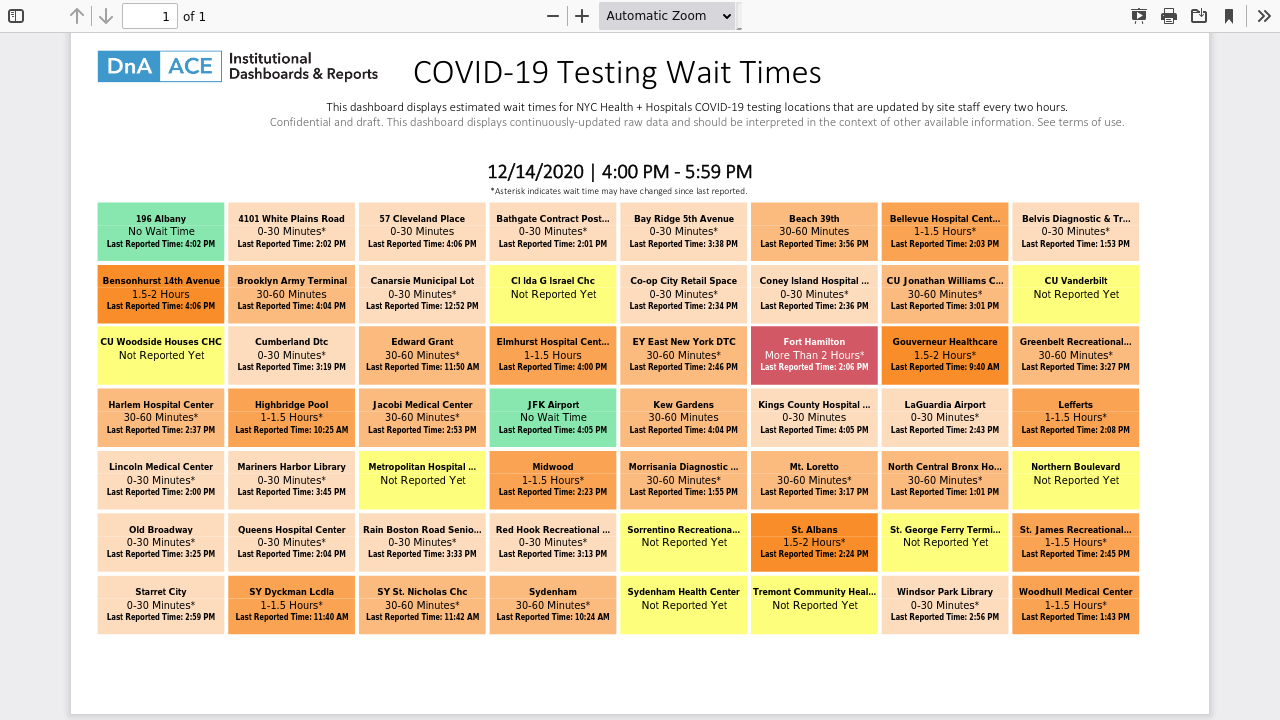 1 of 1 Automatic Zoom
DnA ACE Institutional
Dashboards & Reports
COVID-19 Testing Wait Times
This dashboard displays estimated wait times for NYC Health + Hospitals COVID-19 testing locations that are updated by site staff every two hours.
Confidential and draft. This dashboard displays continuously-updated raw data and should be interpreted in the context of other available information. See terms of use.
12/14/2020 | 4:00 PM - 5:59 PM
*Asterisk indicates wait time may have changed since last reported.
196 Albany
No Wait Time
Last Reported Time: 4:02 PM
4101 White Plains Road
0-30 Minutes*
Last Reported Time: 2:02 PM
57 Cleveland Place
0-30 Minutes
Last Reported Time: 4:06 PM
Bathgate Contract Post...
0-30 Minutes*
Last Reported Time: 2:01 PM
Bay Ridge 5th Avenue
0-30 Minutes*
Last Reported Time: 3:38 PM
Beach 39th
30-60 Minutes
Last Reported Time: 3:56 PM
Bellevue Hospital Cent...
1-1.5 Hours*
Last Reported Time: 2:03 PM
Belvis Diagnostic & Tr...
0-30 Minutes*
Last Reported Time: 1:53 PM
Bensonhurst 14th Avenue
1.5-2 Hours
Last Reported Time: 4:06 PM
Brooklyn Army Terminal
30-60 Minutes
Last Reported Time: 4:04 PM
Canarsie Municipal Lot
0-30 Minutes*
Last Reported Time: 12:52 PM
Cl Ida G Israel Chc
Not Reported Yet
Co-op City Retail Space
0-30 Minutes*
Last Reported Time: 2:34 PM
Coney Island Hospital ...
0-30 Minutes*
Last Reported Time: 2:36 PM
CU Jonathan Williams C...
30-60 Minutes*
Last Reported Time: 3:01 PM
CU Vanderbilt
Not Reported Yet
CU Woodside Houses CHC
Not Reported Yet
Cumberland Dtc
0-30 Minutes*
Last Reported Time: 3:19 PM
Edward Grant
30-60 Minutes*
Last Reported Time: 11:50 AM
Elmhurst Hospital Cent...
1-1.5 Hours
Last Reported Time: 4:00 PM
EY East New York DTC
30-60 Minutes*
Last Reported Time: 2:46 PM
Fort Hamilton
More Than 2 Hours*
Last Reported Time: 2:06 PM
Gouverneur Healthcare
1.5-2 Hours*
Last Reported Time: 9:40 AM
Greenbelt Recreational...
30-60 Minutes*
Last Reported Time: 3:27 PM
Harlem Hospital Center
30-60 Minutes*
Last Reported Time: 2:37 PM
Highbridge Pool
1-1.5 Hours*
Last Reported Time: 10:25 AM
Jacobi Medical Center
30-60 Minutes*
Last Reported Time: 2:53 PM
JFK Airport
No Wait Time
Last Reported Time: 4:05 PM
Kew Gardens
30-60 Minutes
Last Reported Time: 4:04 PM
Kings County Hospital ...
0-30 Minutes
Last Reported Time: 4:05 PM
LaGuardia Airport
0-30 Minutes*
Last Reported Time: 2:43 PM
Lefferts
1-1.5 Hours*
Last Reported Time: 2:08 PM
Lincoln Medical Center
0-30 Minutes*
Last Reported Time: 2:00 PM
Mariners Harbor Library
0-30 Minutes*
Last Reported Time: 3:45 PM
Metropolitan Hospital ...
Not Reported Yet
Midwood
1-1.5 Hours*
Last Reported Time: 2:23 PM
Morrisania Diagnostic ...
30-60 Minutes*
Last Reported Time: 1:55 PM
Mt. Loretto
30-60 Minutes*
Last Reported Time: 3:17 PM
North Central Bronx Ho...
30-60 Minutes*
Last Reported Time: 1:01 PM
Northern Boulevard
Not Reported Yet
Old Broadway
0-30 Minutes*
Last Reported Time: 3:25 PM
Queens Hospital Center
0-30 Minutes*
Last Reported Time: 2:04 PM
Rain Boston Road Senio...
0-30 Minutes*
Last Reported Time: 3:33 PM
Red Hook Recreational ...
0-30 Minutes*
Last Reported Time: 3:13 PM
Sorrentino Recreationa...
Not Reported Yet
St. Albans
1.5-2 Hours*
Last Reported Time: 2:24 PM
St. George Ferry Termi...
Not Reported Yet
St. James Recreational...
1-1.5 Hours*
Last Reported Time: 2:45 PM
Starret City
0-30 Minutes*
Last Reported Time: 2:59 PM
SY Dyckman Lcdla
1-1.5 Hours*
Last Reported Time: 11:40 AM
SY St. Nicholas Chc
30-60 Minutes*
Last Reported Time: 11:42 AM
Sydenham
30-60 Minutes*
Last Reported Time: 10:24 AM
Sydenham Health Center
Not Reported Yet
Tremont Community Heal...
Not Reported Yet
Windsor Park Library
0-30 Minutes*
Last Reported Time: 2:56 PM
Woodhull Medical Center
1-1.5 Hours*
Last Reported Time: 1:43 PM